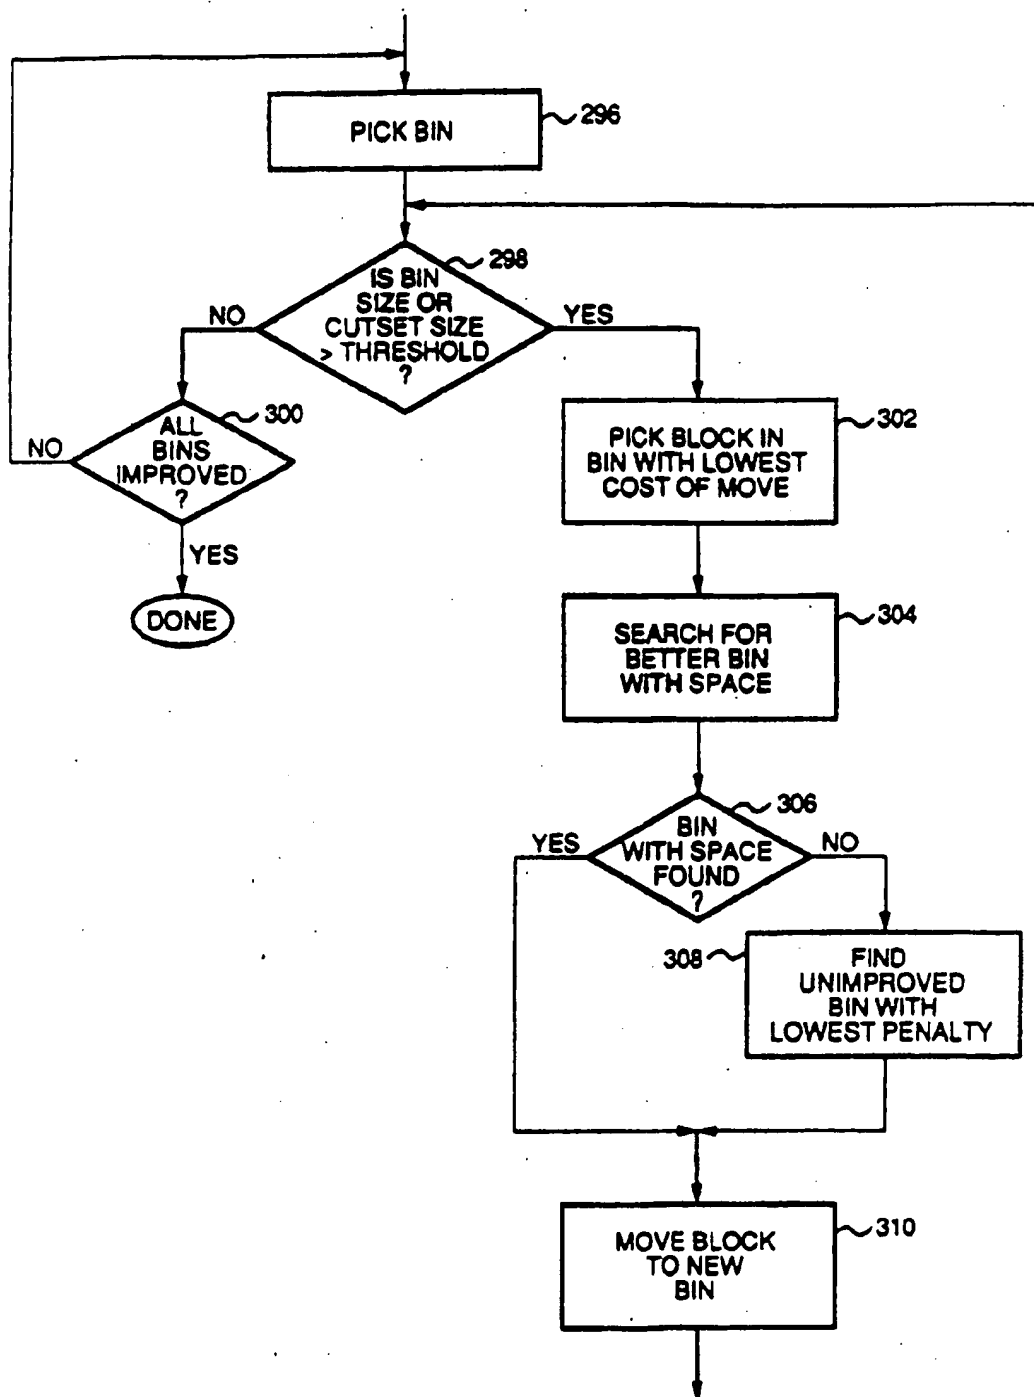 PICK BIN
296
298
IS BIN
SIZE OR
CUTSET SIZE
> THRESHOLD
?
NO
YES
300
ALL
BINS
IMPROVED
?
NO
YES
DONE
302
PICK BLOCK IN
BIN WITH LOWEST
COST OF MOVE
304
SEARCH FOR
BETTER BIN
WITH SPACE
306
BIN
WITH SPACE
FOUND
?
YES
NO
308
FIND
UNIMPROVED
BIN WITH
LOWEST PENALTY
310
MOVE BLOCK
TO NEW
BIN